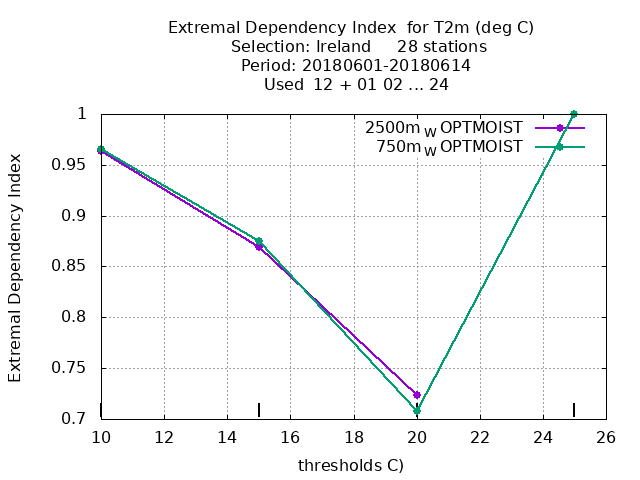 Extremal Dependency Index  for T2m (deg C)
Selection: Ireland     28 stations
Period: 20180601-20180614
Used  12 + 01 02 ... 24
2500m W OPTMOIST
750m W OPTMOIST
Extremal Dependency Index
1
0.95
0.9
0.85
0.8
0.75
0.7
10 12 14 16 18 20 22 24 26
thresholds C)